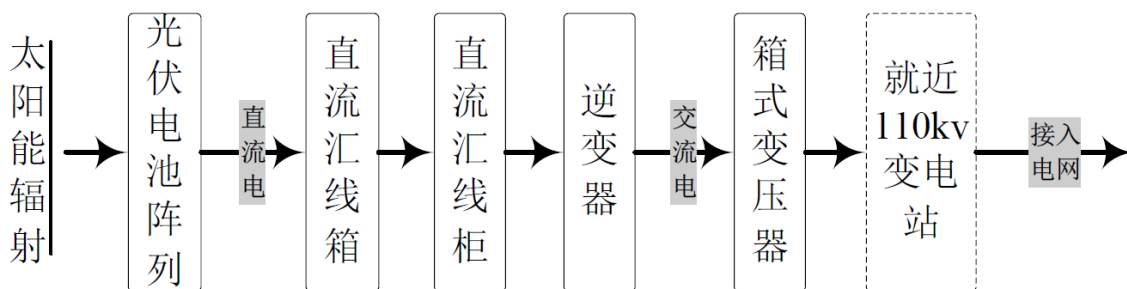 太阳能辐射
光伏电池阵列
直流电
直流汇线箱
直流汇线柜
逆变器
交流电
箱式变压器
就近
110kv
变电
站
接入
电网